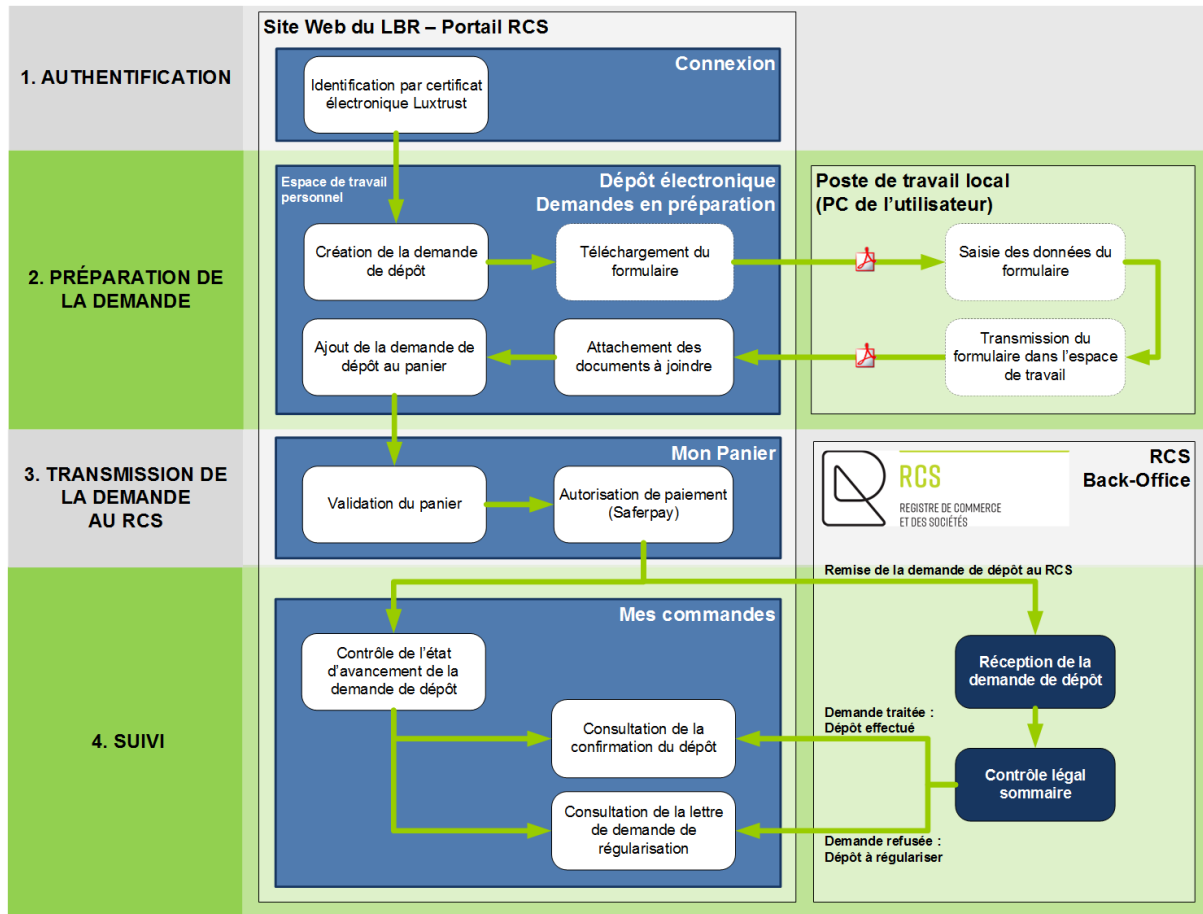 Site Web du LBR – Portail RCS
1. AUTHENTIFICATION
Connexion
Identification par certificat
électronique Luxtrust
2. PRÉPARATION DE
LA DEMANDE
Espace de travail
personnel
Dépôt électronique
Demandes en préparation
Création de la demande
de dépôt
Téléchargement du
formulaire
Ajout de la demande de
dépôt au panier
Attachement des
documents à joindre
Poste de travail local
(PC de l'utilisateur)
Saisie des données du
formulaire
Transmission du
formulaire dans l'espace
de travail
3. TRANSMISSION DE
LA DEMANDE
AU RCS
Mon Panier
Validation du panier
Autorisation de paiement
(Saferpay)
RCS
REGISTRE DE COMMERCE
ET DES SOCIÉTÉS
RCS
Back-Office
4. SUIVI
Mes commandes
Contrôle de l'état
d'avancement de la
demande de dépôt
Consultation de la
confirmation du dépôt
Consultation de la lettre
de demande de
régularisation
Remise de la demande de dépôt au RCS
Réception de la
demande de dépôt
Demande traitée :
Dépôt effectué
Contrôle légal
sommaire
Demande refusée :
Dépôt à régulariser